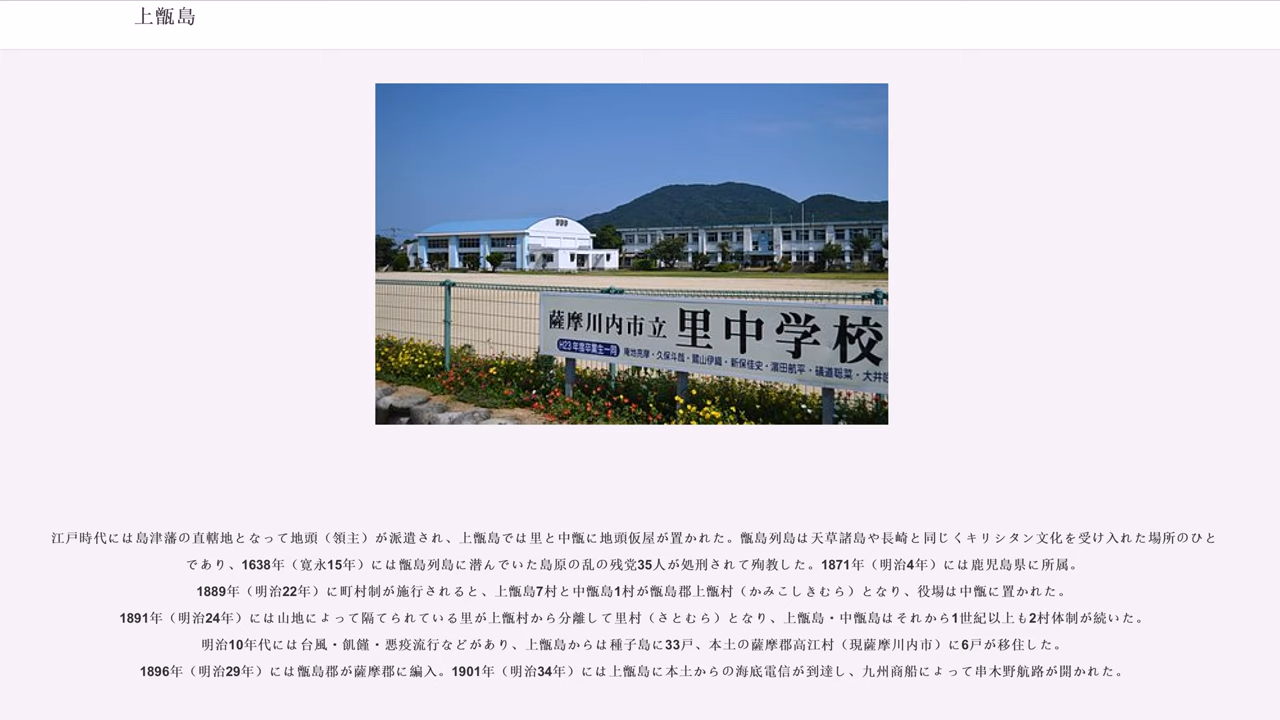 上甑島
薩摩川内市立 里中学校
H23年度卒業生一同
江戸時代には島津藩の直轄地となって地頭（領主）が派遣され、上甑島では里と中甑に地頭仮屋が置かれた。甑島列島は天草諸島や長崎と同じくキリシタン文化を受け入れた場所のひと
であり、1638年（寛永15年）には甑島列島に潜んでいた島原の乱の残党35人が処刑されて殉教した。1871年（明治4年）には鹿児島県に所属。
1889年（明治22年）に町村制が施行されると、上甑島7村と中甑島1村が甑島郡上甑村（かみこしきむら）となり、役場は中甑に置かれた。
1891年（明治24年）には山地によって隔てられている里が上甑村から分離して里村（さとむら）となり、上甑島・中甑島はそれから1世紀以上も2村体制が続いた。
明治10年代には台風・飢饉・悪疫流行などがあり、上甑島からは種子島に33戸、本土の薩摩郡高江村（現薩摩川内市）に6戸が移住した。
1896年（明治29年）には甑島郡が薩摩郡に編入。1901年（明治34年）には上甑島に本土からの海底電信が到達し、九州商船によって串木野航路が開かれた。